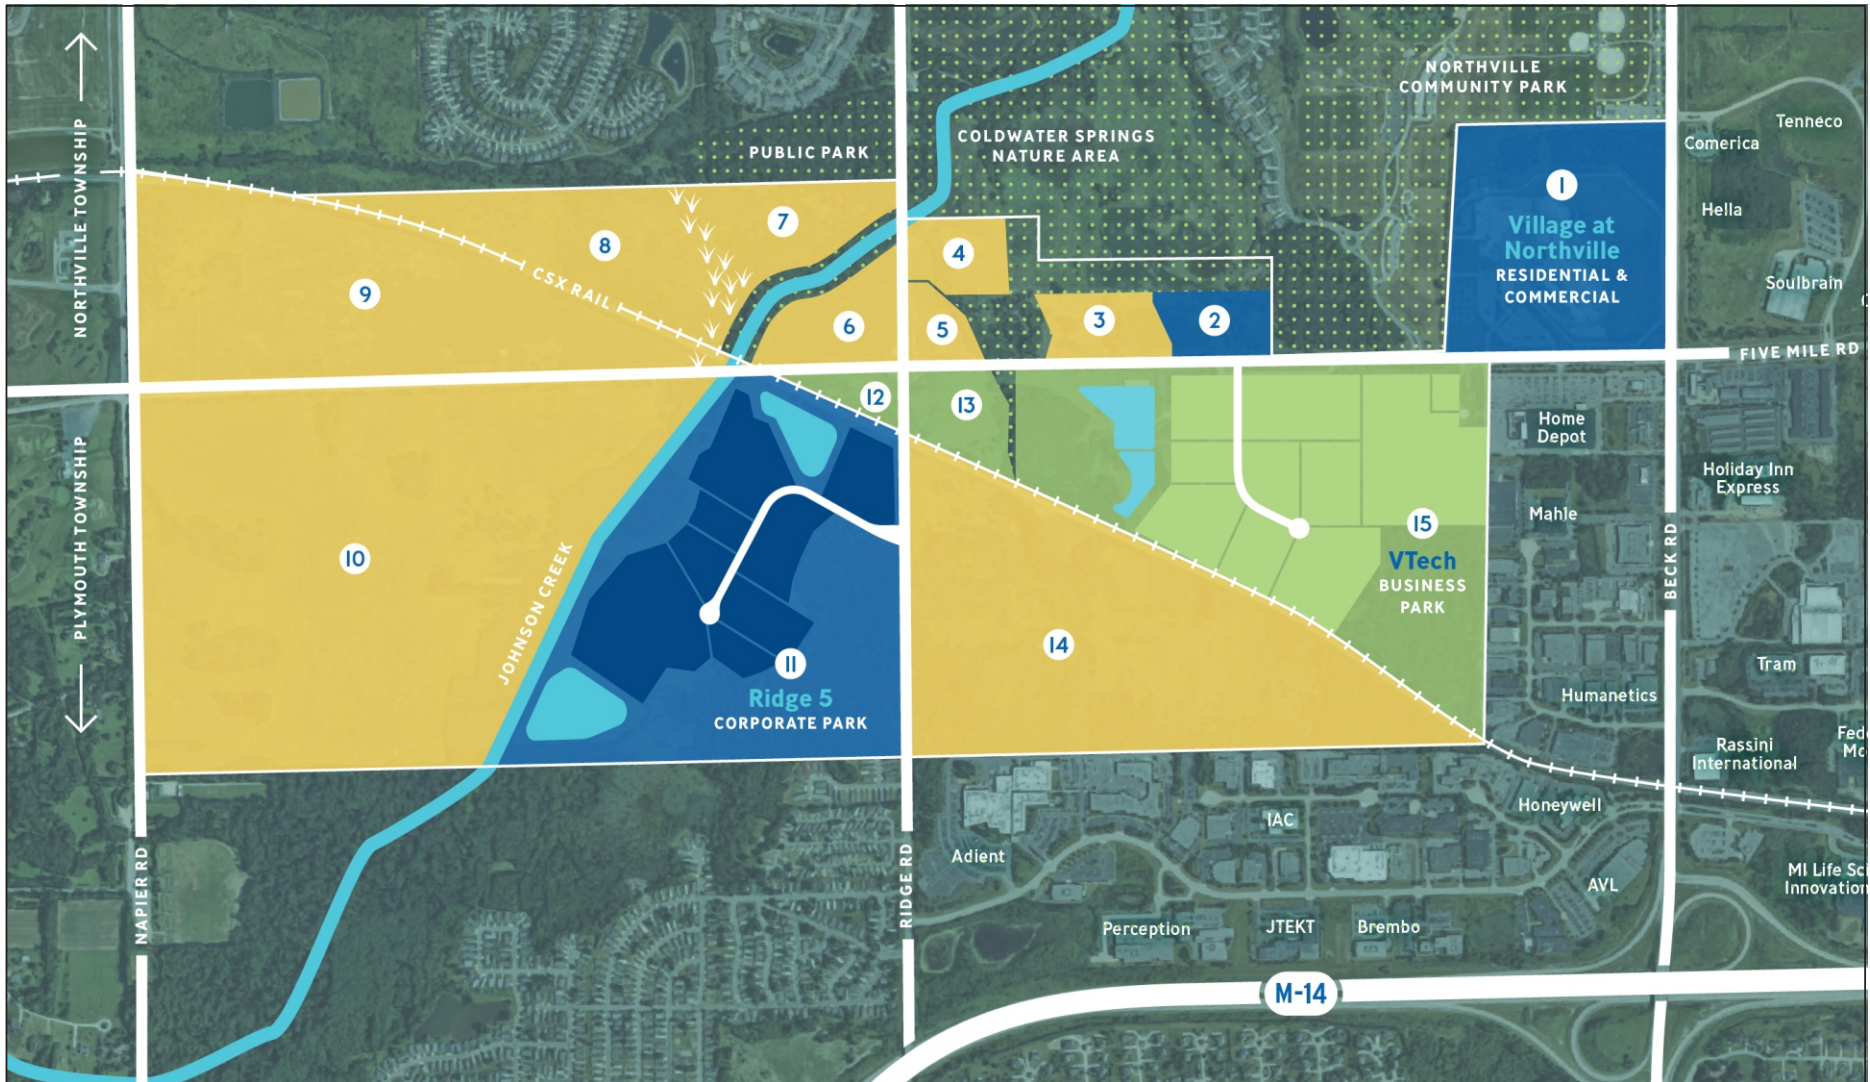 NORTHVILLE TOWNSHIP
PLYMOUTH TOWNSHIP
PUBLIC PARK
COLDWATER SPRINGS
NATURE AREA
NORTHVILLE
COMMUNITY PARK
1
Village at
Northville
RESIDENTIAL &
COMMERCIAL
Comerica
Tenneco
Hella
Soulbrain
7
8
CSX RAIL
9
4
6
5
3
2
FIVE MILE RD
12
13
Home
Depot
Holiday Inn
Express
Mahle
15
VTech
BUSINESS
PARK
BECK RD
10
JOHNSON CREEK
11
Ridge 5
CORPORATE PARK
14
Tram
Humanetics
Rassini
International
Honeywell
IAC
Adient
AVL
MI Life
Innovation
Perception
JTEKT
Brembo
NAPIER RD
RIDGE RD
M-14